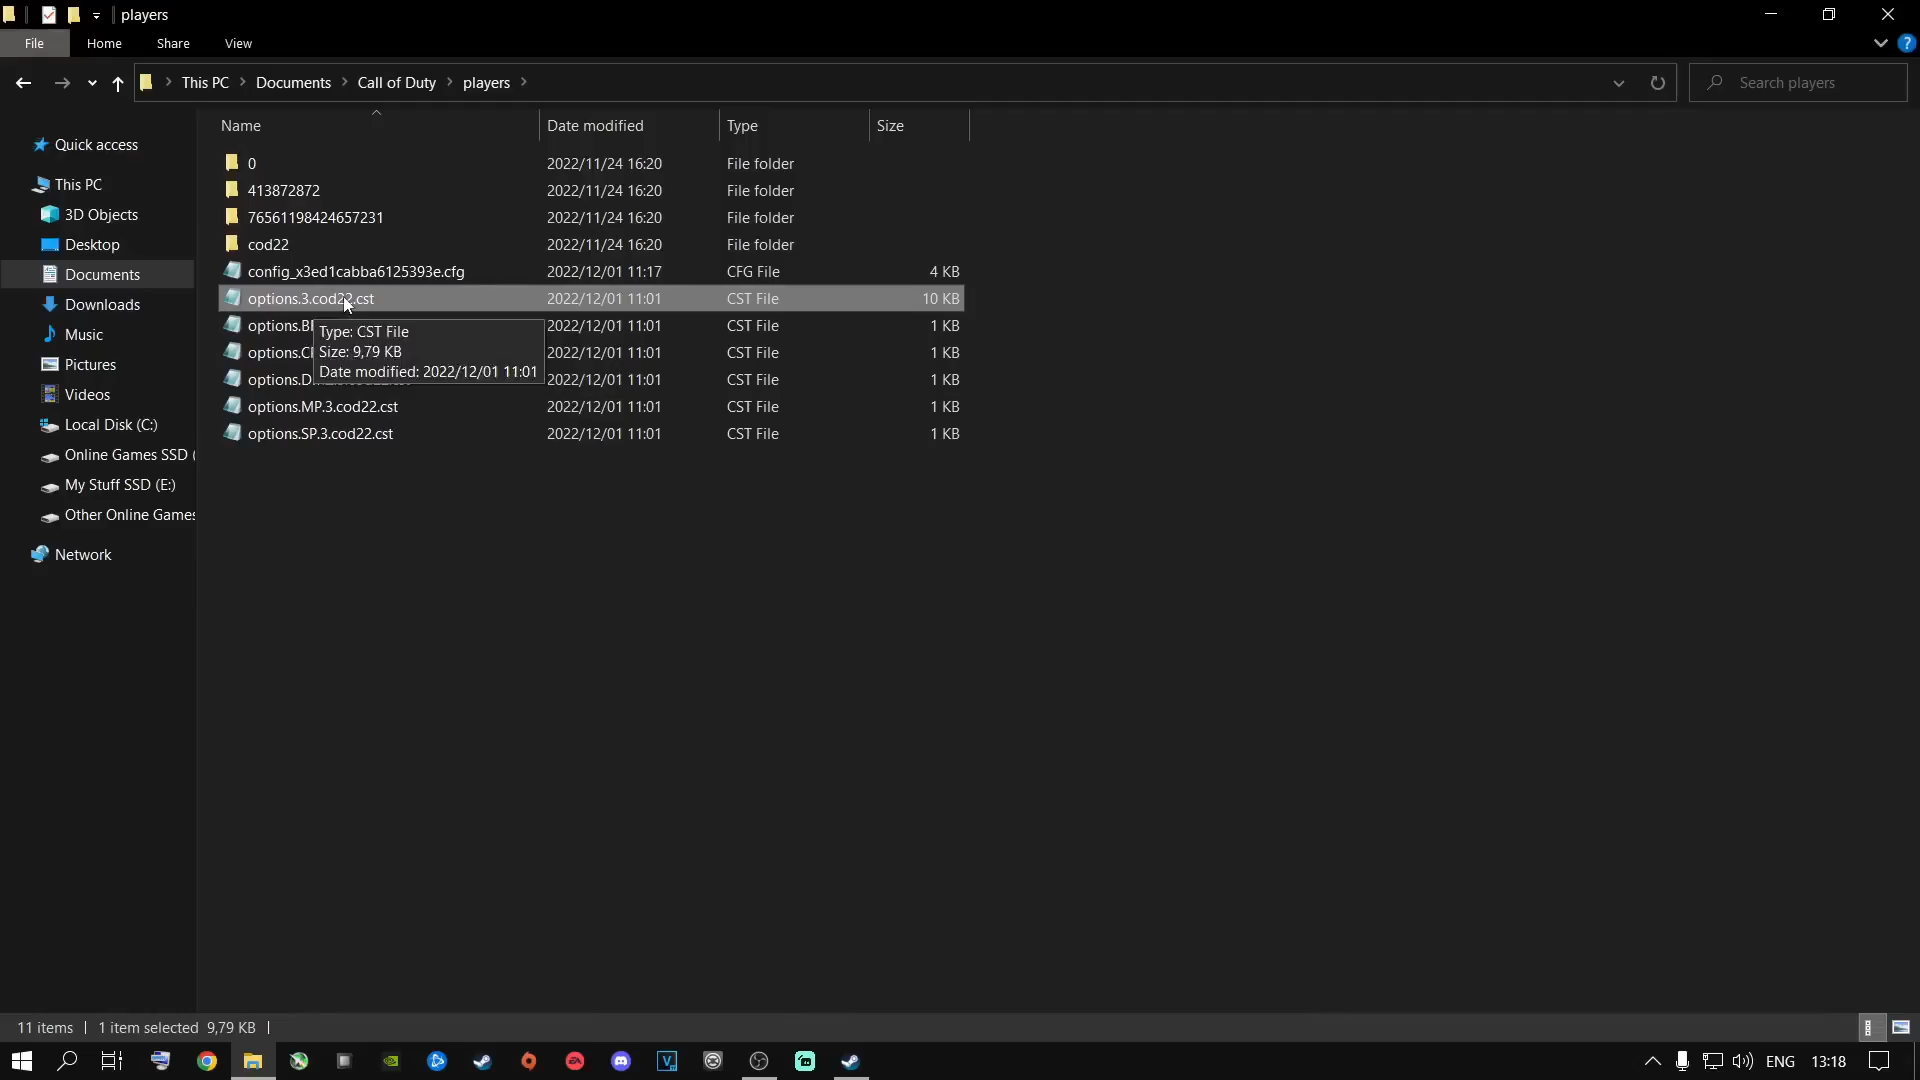 players
File Home Share View
This PC Documents Call of Duty players
Search players
Name Date modified Type Size
Quick access
This PC
3D Objects
Desktop
Documents
Downloads
Music
Pictures
Videos
Local Disk (C:)
Online Games SSD (
My Stuff SSD (E:)
Other Online Games
Network
0 2022/11/24 16:20 File folder
413872872 2022/11/24 16:20 File folder
76561198424657231 2022/11/24 16:20 File folder
cod22 2022/11/24 16:20 File folder
config_x3ed1cabba6125393e.cfg 2022/12/01 11:17 CFG File 4 KB
options.3.cod22.cst 2022/12/01 11:01 CST File 10 KB
2022/12/01 11:01 CST File 1 KB
2022/12/01 11:01 CST File 1 KB
2022/12/01 11:01 CST File 1 KB
options.MP.3.cod22.cst 2022/12/01 11:01 CST File 1 KB
options.SP.3.cod22.cst 2022/12/01 11:01 CST File 1 KB
Type: CST File
Size: 9,79 KB
Date modified: 2022/12/01 11:01
11 items 1 item selected 9,79 KB
ENG 13:18